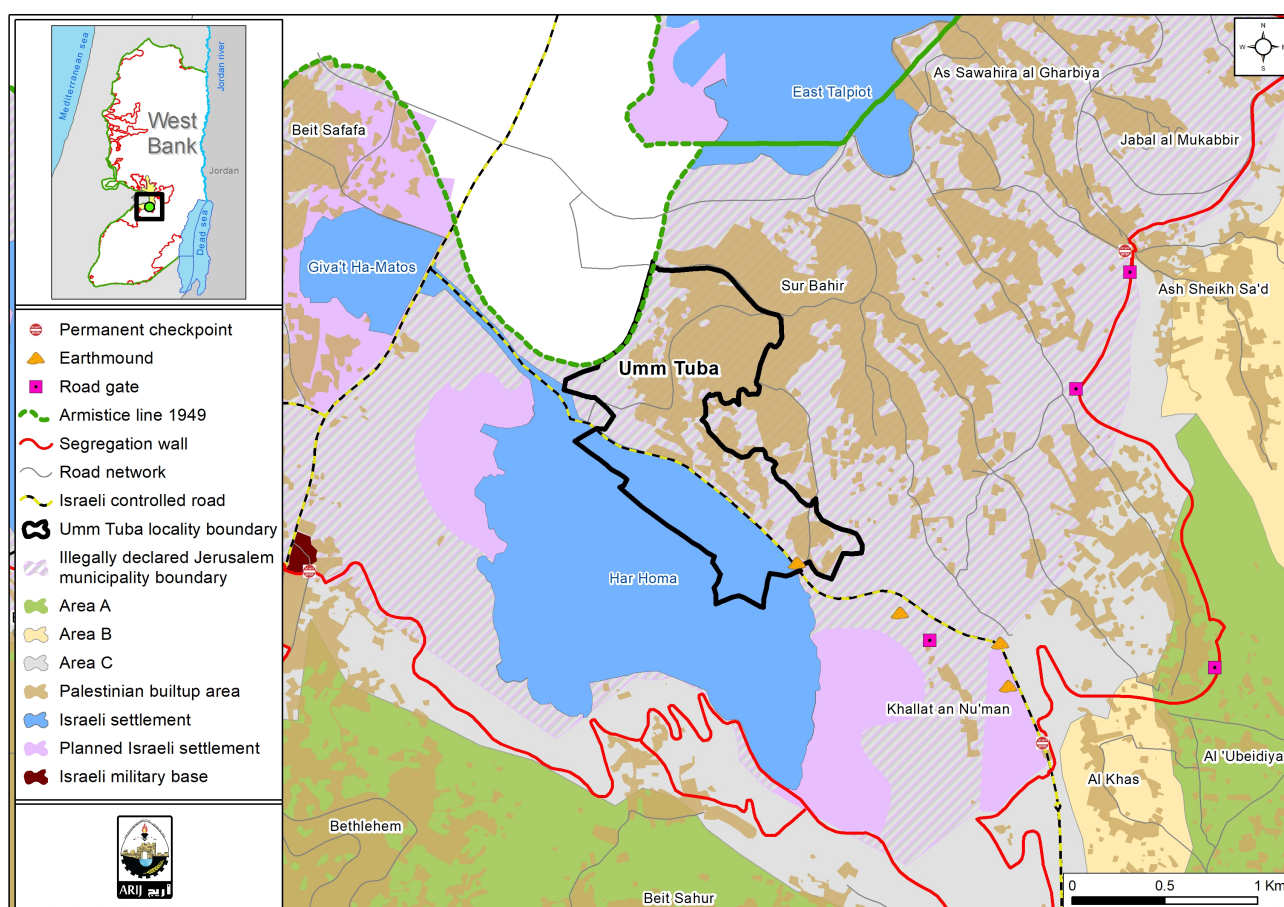 Mediterranean sea
Jordan river
West
Bank
Jordan
Dead sea
Permanent checkpoint
Earthmound
Road gate
Armistice line 1949
Segregation wall
Road network
Israeli controlled road
Umm Tuba locality boundary
Illegally declared Jerusalem
municipality boundary
Area A
Area B
Area C
Palestinian builtup area
Israeli settlement
Planned Israeli settlement
Israeli military base
ARIJ أريج
N
W
E
S
As Sawahira al Gharbiya
East Talpiot
Beit Safafa
Jabal al Mukabbir
Giva't Ha-Matos
Sur Bahir
Ash Sheikh Sa'd
Umm Tuba
Har Homa
Khallat an Nu'man
Al 'Ubeidiya
Al Khas
Bethlehem
Beit Sahur
0 0.5 1 Km